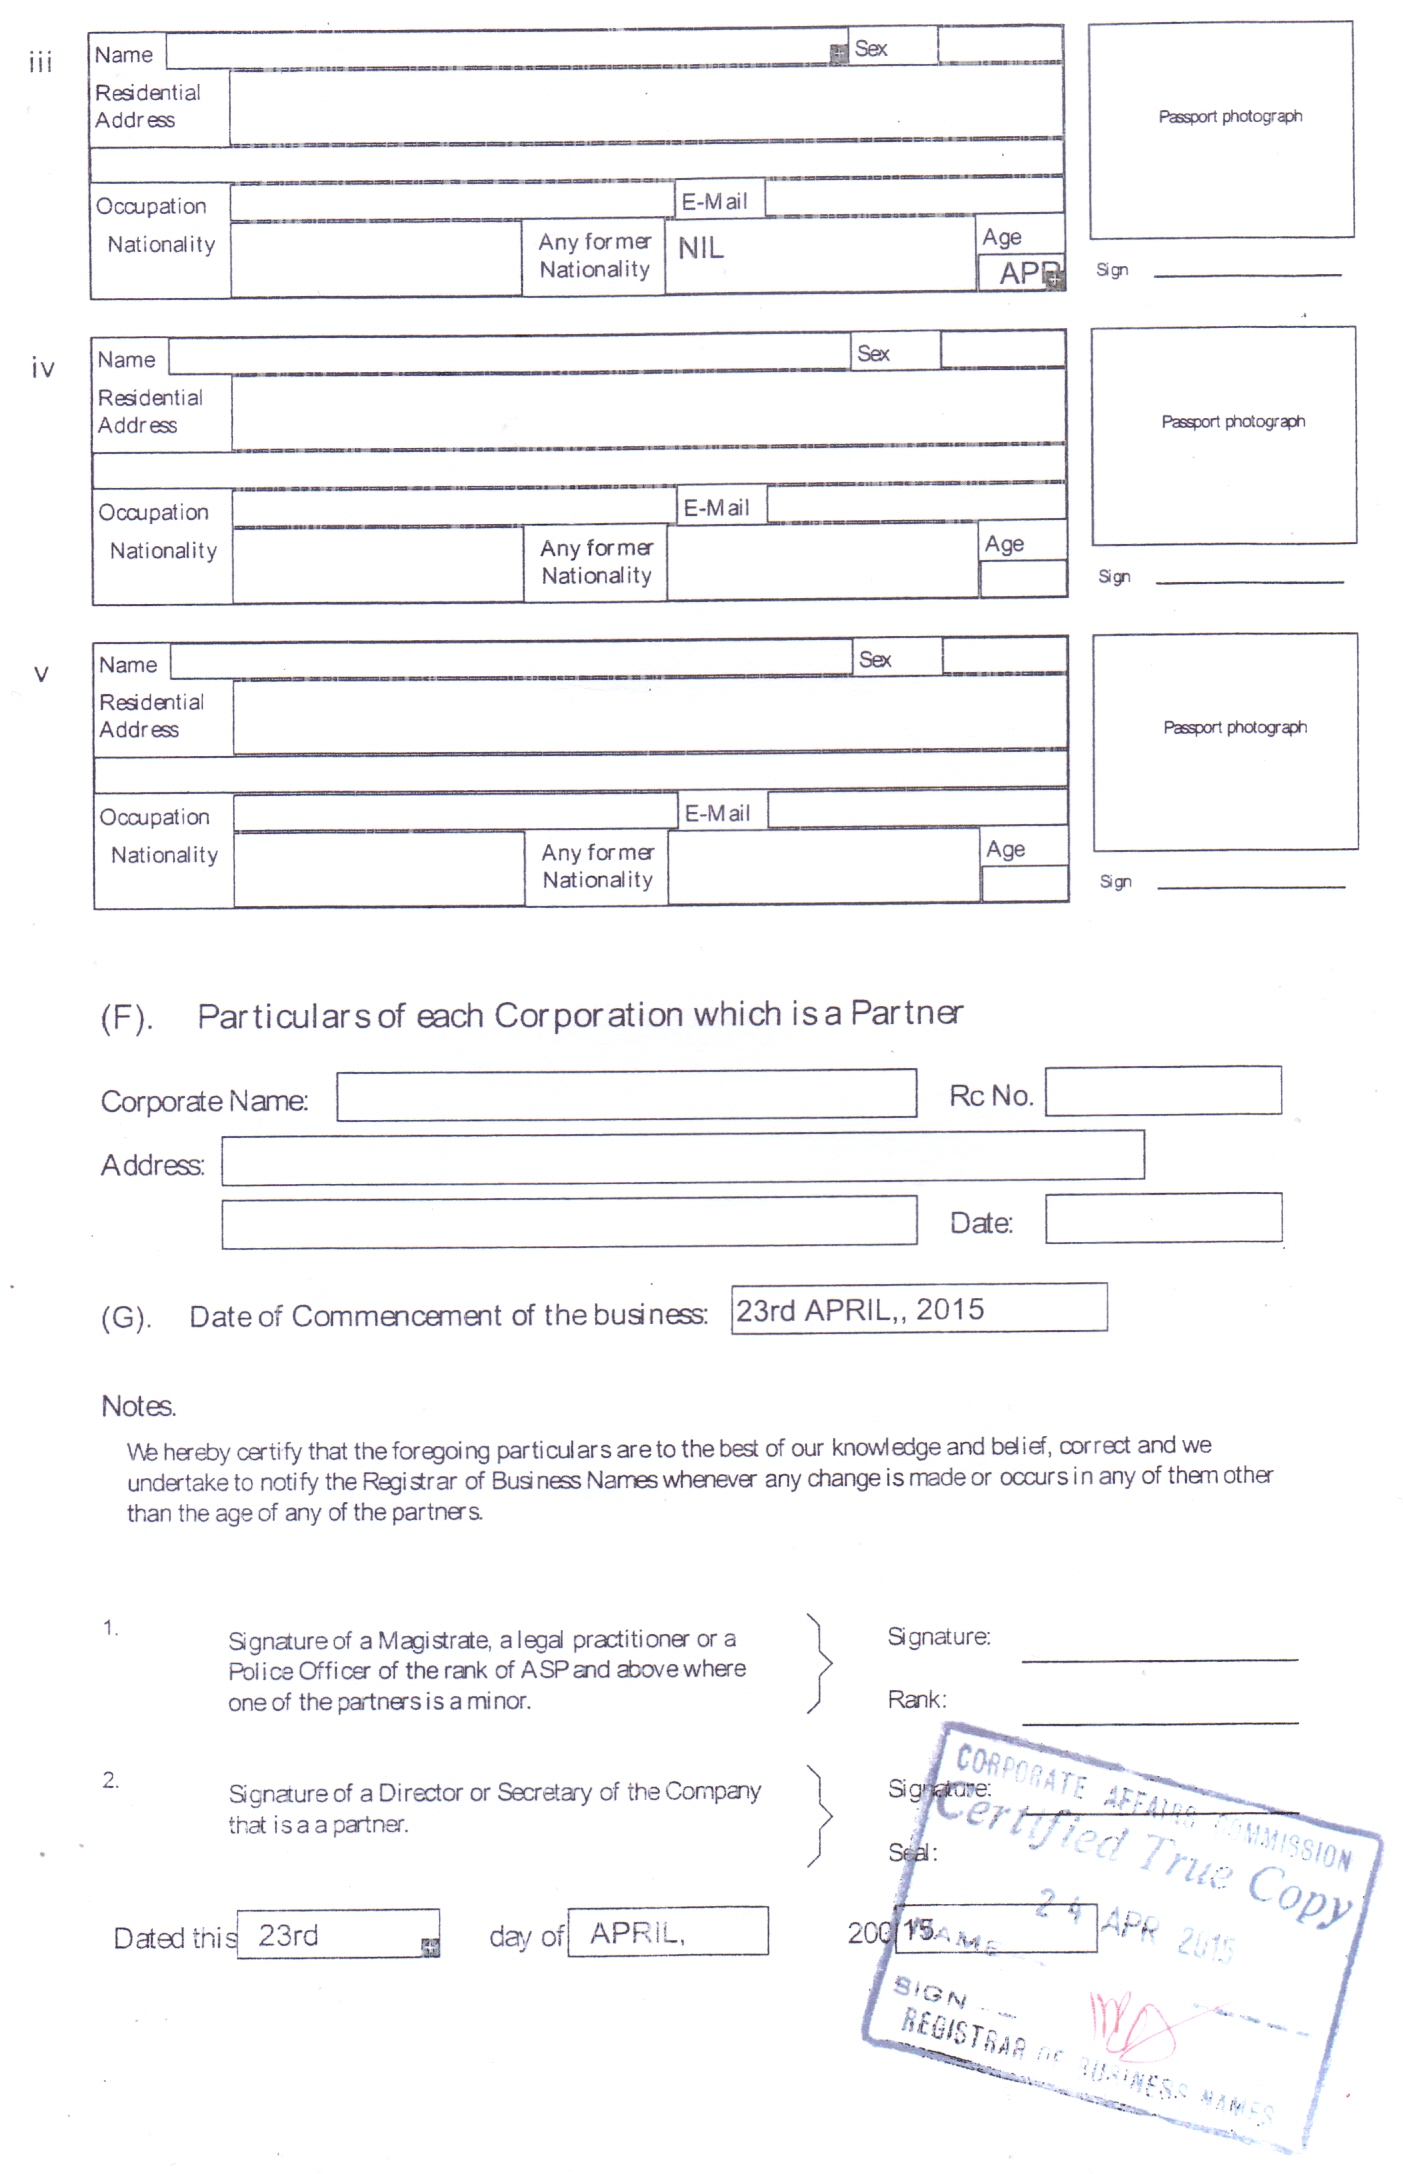 iii
Name
Sex
Residential
Address
Passport photograph
Occupation
E-Mail
Nationality
Any former
Nationality
NIL
Age
APR
Sign
iv
Name
Sex
Residential
Address
Passport photograph
Occupation
E-Mail
Nationality
Any former
Nationality
Age
Sign
v
Name
Sex
Residential
Address
Passport photograph
Occupation
E-Mail
Nationality
Any former
Nationality
Age
Sign
(F). Particulars of each Corporation which is a Partner
Corporate Name:
Rc No.
Address:
Date:
(G). Date of Commencement of the business: 23rd APRIL,, 2015
Notes.
We hereby certify that the foregoing particulars are to the best of our knowledge and belief, correct and we
undertake to notify the Registrar of Business Names whenever any change is made or occurs in any of them other
than the age of any of the partners.
1.
Signature of a Magistrate, a legal practitioner or a
Police Officer of the rank of ASP and above where
one of the partners is a minor.
Signature:
Rank:
2.
Signature of a Director or Secretary of the Company
that is a a partner.
Signature:
Seal:
Dated this 23rd day of APRIL, 200 15
CORPORATE AFFAIRS COMMISSION
Certified True Copy
24 APR 2015
NAME
SIGN
REGISTRAR OF BUSINESS NAMES